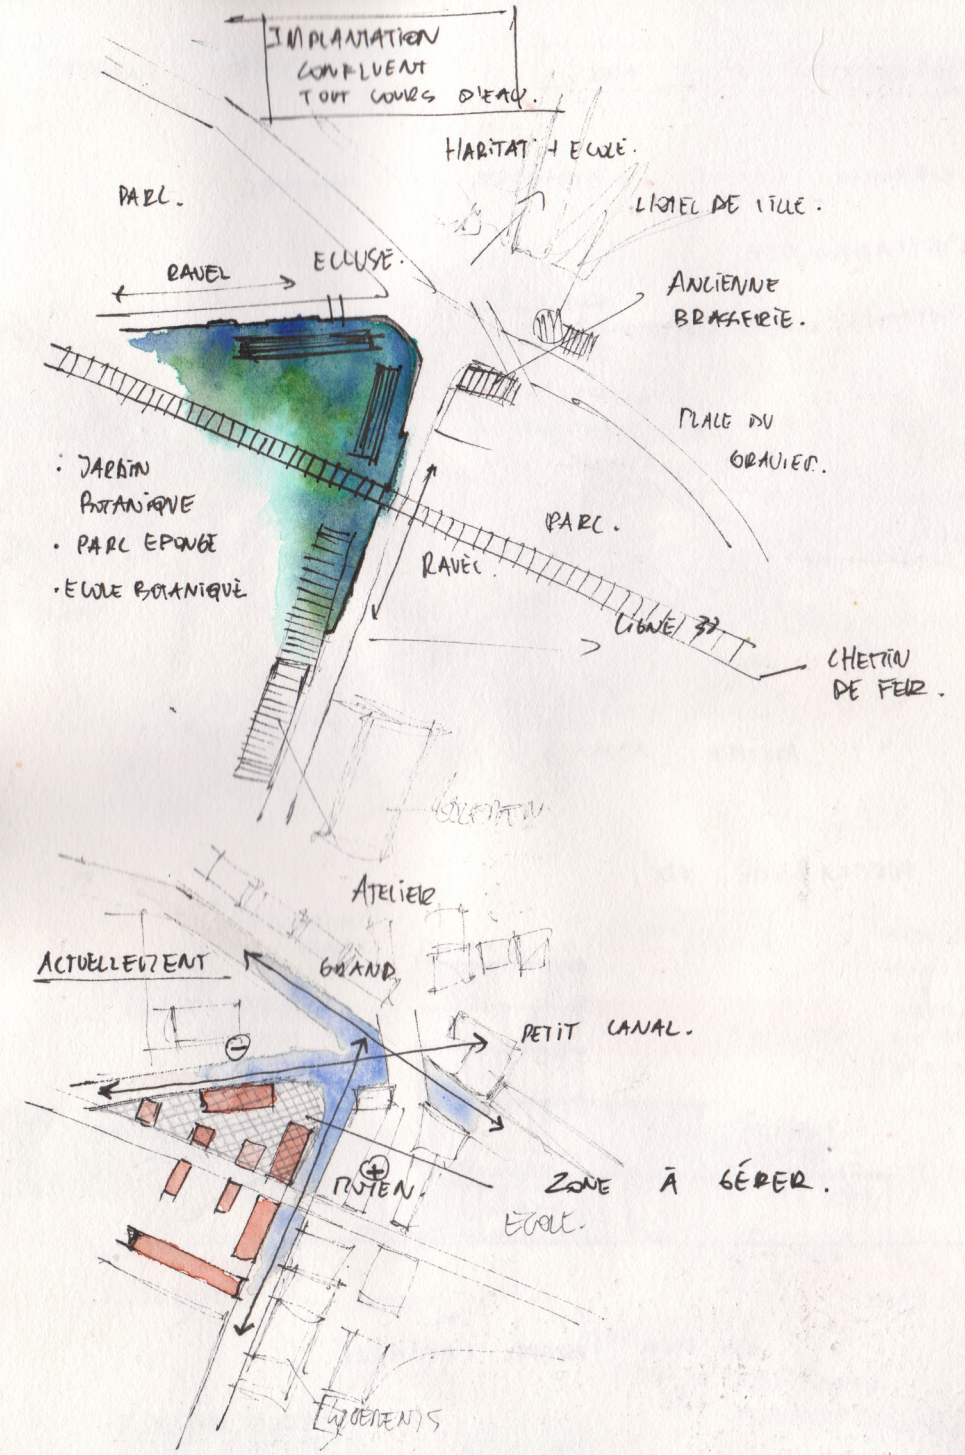 IMPLANTATION
CONFLUENT
TOUT COURS D'EAU.
HABITAT + ECOLE.
PARC.
HOTEL DE VILLE.
ECLUSE.
RAVEL
ANCIENNE
BRASSERIE.
PLACE DU
GRAVIER.
• JARDIN
BOTANIQUE
• PARC EPONGE
• ECOLE BOTANIQUE
PARC.
RAVEL.
LIGNE
CHEMIN
DE FER.
ATELIER
ACTUELLEMENT
GRAND
PETIT CANAL.
-
+
ZONE À GÉRER.
ECOLE.